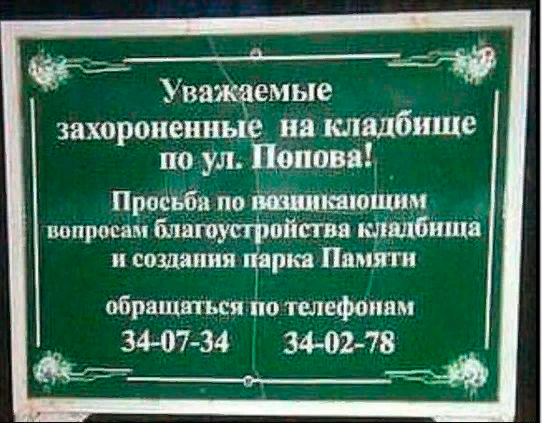 Уважаемые
захороненные на кладбище
по ул. Попова!
Просьба по возникающим
вопросам благоустройства кладбища
и создания парка Памяти
обращаться по телефонам
34-07-34 34-02-78